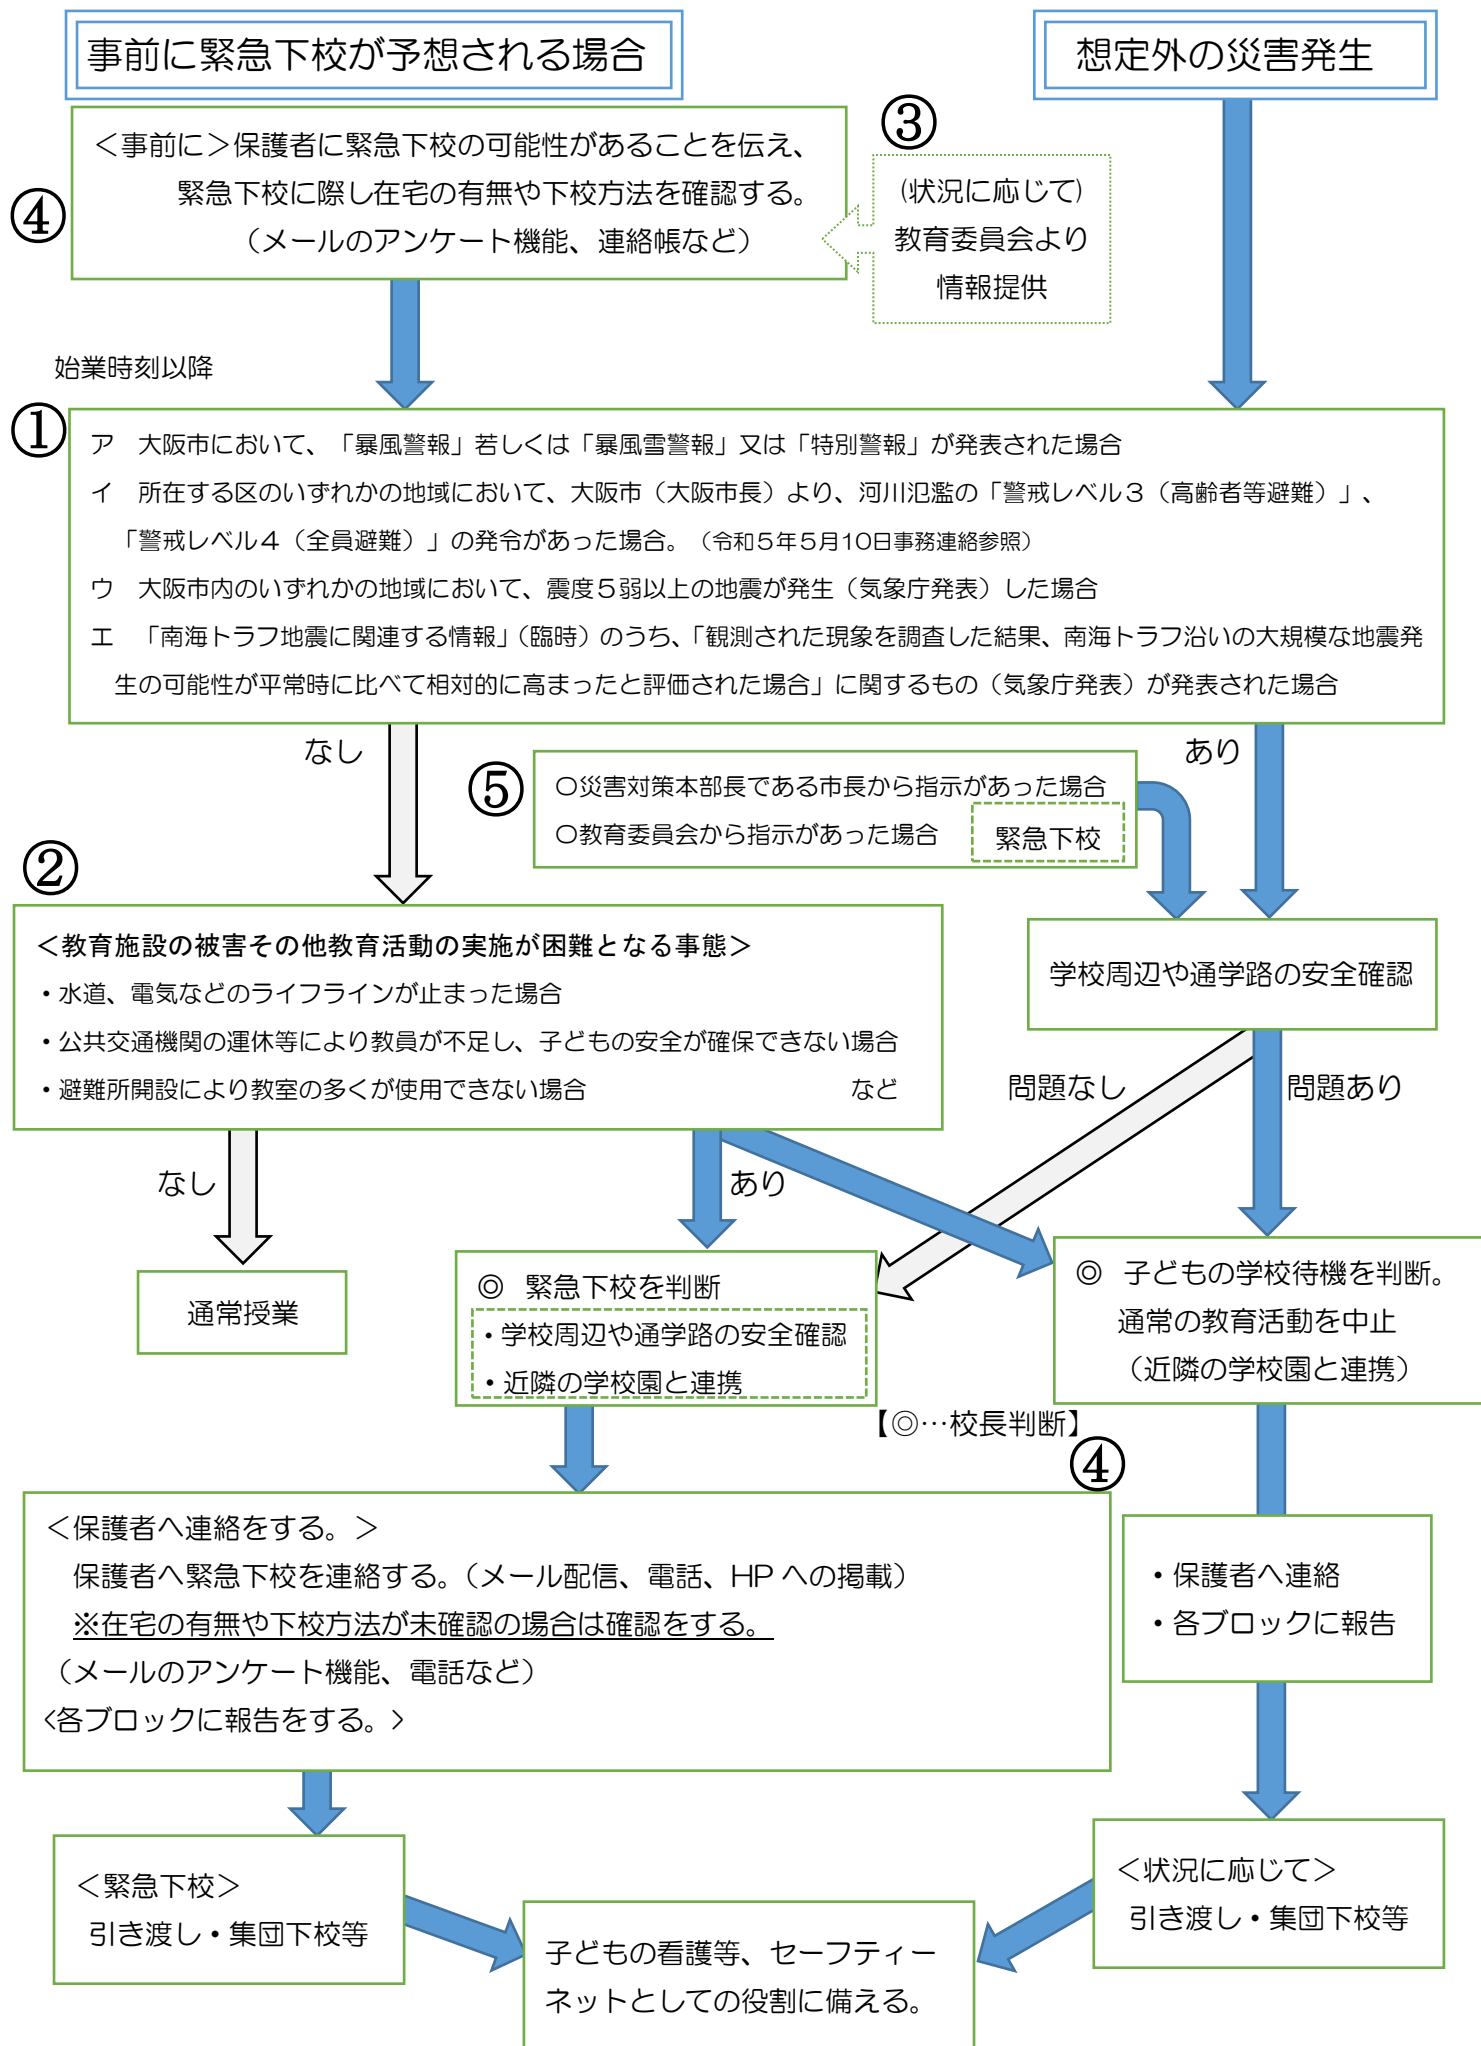 事前に緊急下校が予想される場合
想定外の災害発生
③
④
＜事前に＞保護者に緊急下校の可能性があることを伝え、
緊急下校に際し在宅の有無や下校方法を確認する。
（メールのアンケート機能、連絡帳など）
(状況に応じて)
教育委員会より
情報提供
始業時刻以降
①
ア　大阪市において、「暴風警報」若しくは「暴風雪警報」又は「特別警報」が発表された場合
イ　所在する区のいずれかの地域において、大阪市（大阪市長）より、河川氾濫の「警戒レベル３（高齢者等避難）」、
「警戒レベル４（全員避難）」の発令があった場合。（令和５年５月10日事務連絡参照）
ウ　大阪市内のいずれかの地域において、震度５弱以上の地震が発生（気象庁発表）した場合
エ　「南海トラフ地震に関連する情報」（臨時）のうち、「観測された現象を調査した結果、南海トラフ沿いの大規模な地震発
生の可能性が平常時に比べて相対的に高まったと評価された場合」に関するもの（気象庁発表）が発表された場合
なし
あり
⑤
〇災害対策本部長である市長から指示があった場合
〇教育委員会から指示があった場合
緊急下校
②
＜教育施設の被害その他教育活動の実施が困難となる事態＞
・水道、電気などのライフラインが止まった場合
・公共交通機関の運休等により教員が不足し、子どもの安全が確保できない場合
・避難所開設により教室の多くが使用できない場合　　　　　　　　　　　など
学校周辺や通学路の安全確認
問題なし
問題あり
なし
あり
通常授業
◎　緊急下校を判断
・学校周辺や通学路の安全確認
・近隣の学校園と連携
◎　子どもの学校待機を判断。
通常の教育活動を中止
（近隣の学校園と連携）
【◎…校長判断】
④
＜保護者へ連絡をする。＞
保護者へ緊急下校を連絡する。（メール配信、電話、HP への掲載）
※在宅の有無や下校方法が未確認の場合は確認をする。
（メールのアンケート機能、電話など）
<各ブロックに報告をする。>
・保護者へ連絡
・各ブロックに報告
＜緊急下校＞
引き渡し・集団下校等
＜状況に応じて＞
引き渡し・集団下校等
子どもの看護等、セーフティー
ネットとしての役割に備える。